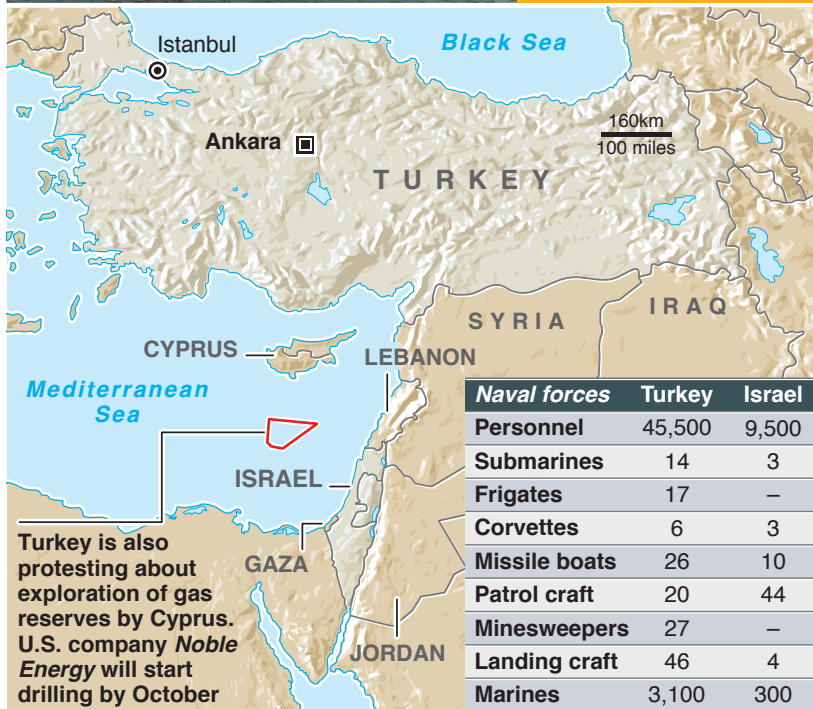 Istanbul
Black Sea
Ankara
160km
100 miles
TURKEY
SYRIA
IRAQ
CYPRUS
LEBANON
Mediterranean
Sea
ISRAEL
GAZA
JORDAN
Turkey is also
protesting about
exploration of gas
reserves by Cyprus.
U.S. company Noble
Energy will start
drilling by October
Naval forces Turkey Israel
Personnel 45,500 9,500
Submarines 14 3
Frigates 17 –
Corvettes 6 3
Missile boats 26 10
Patrol craft 20 44
Minesweepers 27 –
Landing craft 46 4
Marines 3,100 300